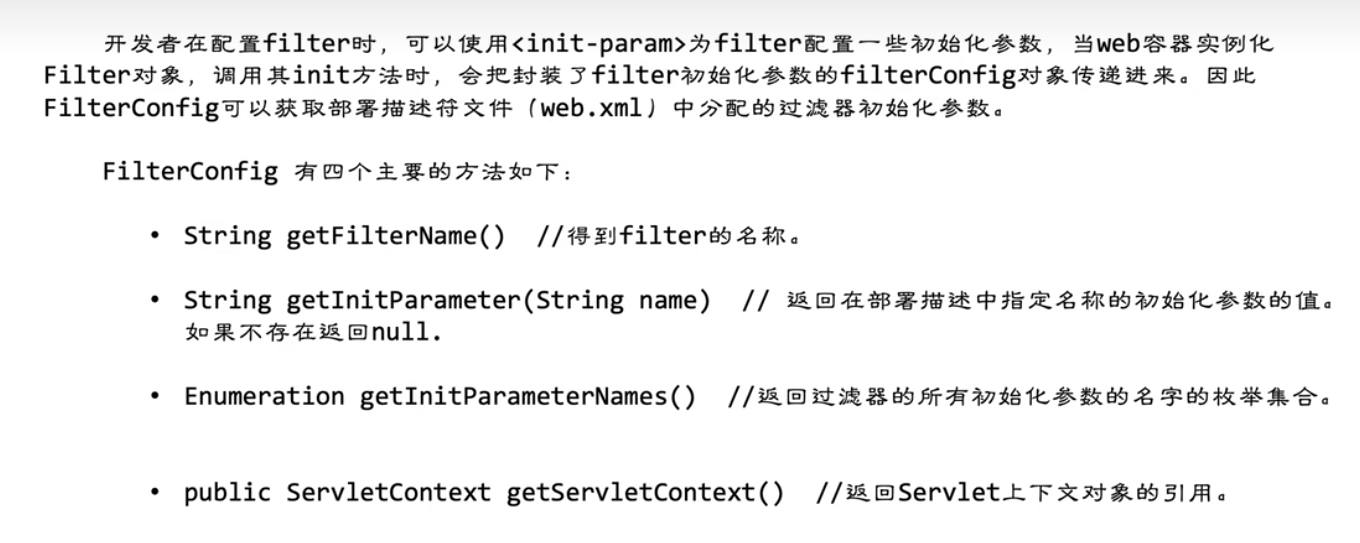 开发者在配置filter时，可以使用<init-param>为filter配置一些初始化参数，当web容器实例化
Filter对象，调用其init方法时，会把封装了filter初始化参数的filterConfig对象传递进来。因此
FilterConfig可以获取部署描述符文件（web.xml）中分配的过滤器初始化参数。
FilterConfig 有四个主要的方法如下：
• String getFilterName() //得到filter的名称。
• String getInitParameter(String name) // 返回在部署描述中指定名称的初始化参数的值。
如果不存在返回null.
• Enumeration getInitParameterNames() //返回过滤器的所有初始化参数的名字的枚举集合。
• public ServletContext getServletContext() //返回Servlet上下文对象的引用。